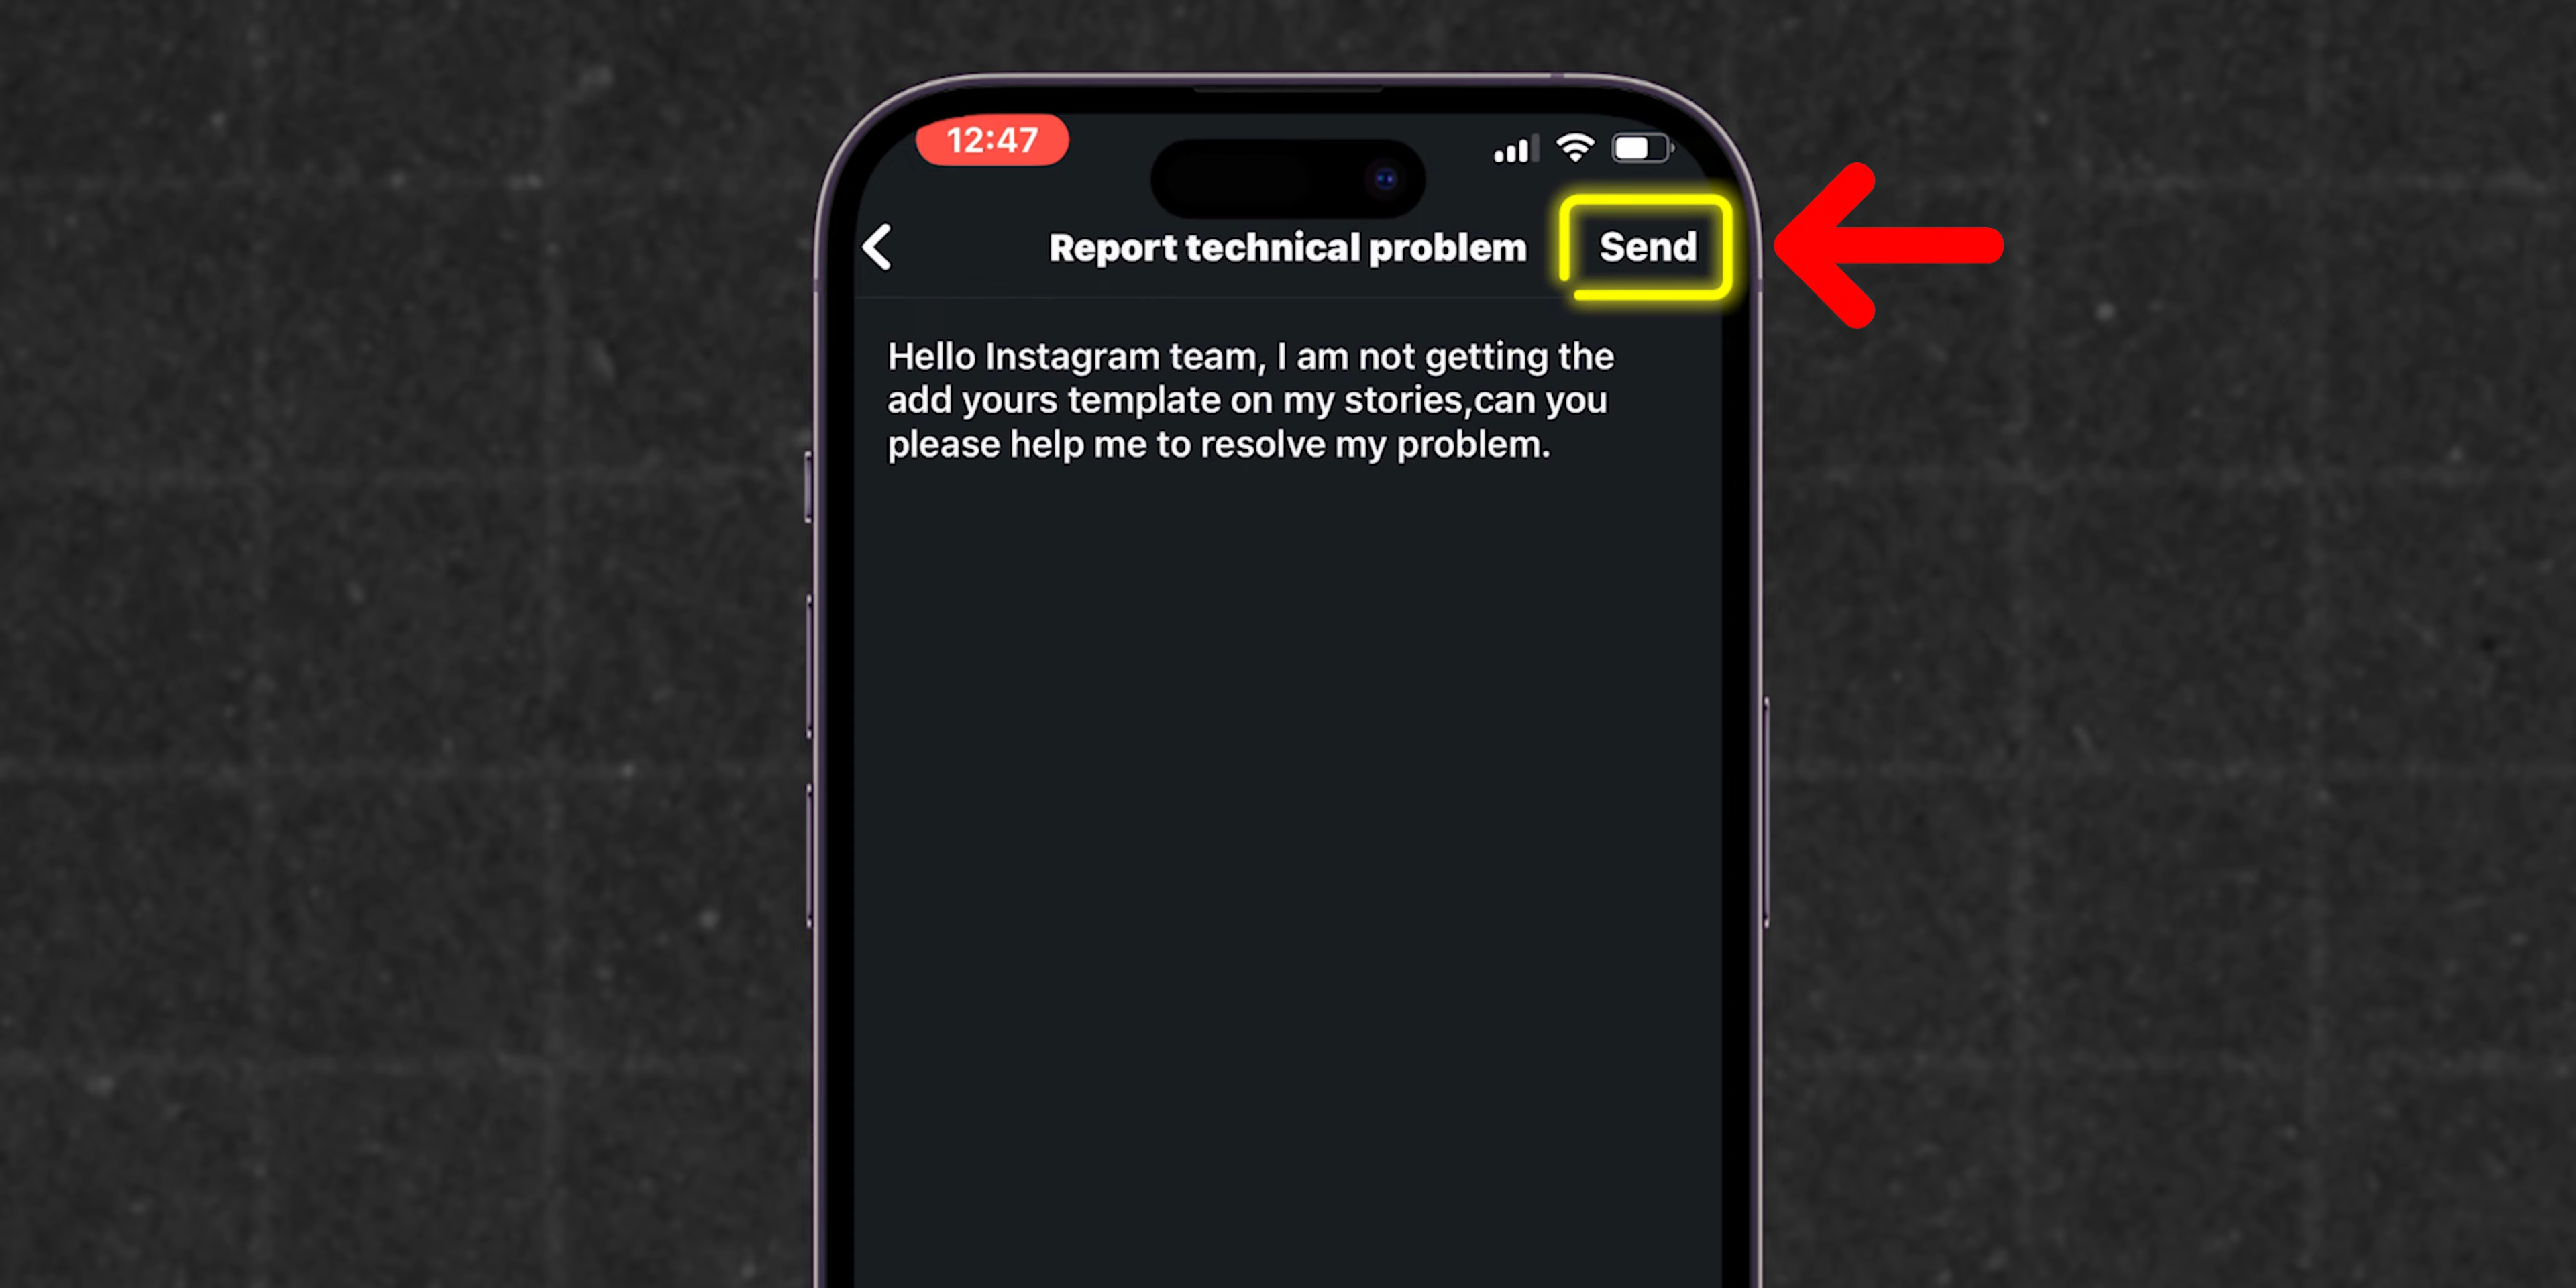 12:47
Report technical problem Send
Hello Instagram team, I am not getting the
add yours template on my stories,can you
please help me to resolve my problem.